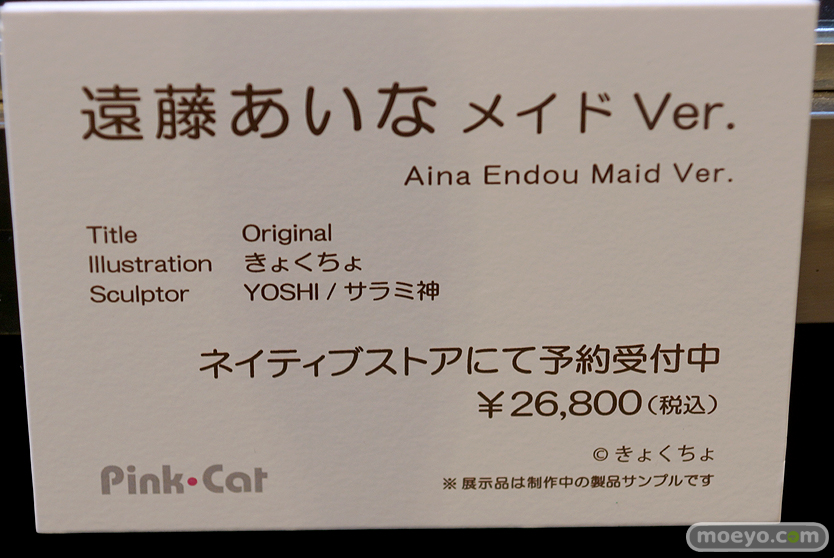 遠藤あいな メイド Ver.
Aina Endou Maid Ver.
Title Original
Illustration きょくちょ
Sculptor YOSHI / サラミ神
ネイティブストアにて予約受付中
￥26,800(税込)
© きょくちょ
Pink・Cat
※ 展示品は制作中の製品サンプルです
moeyo.com